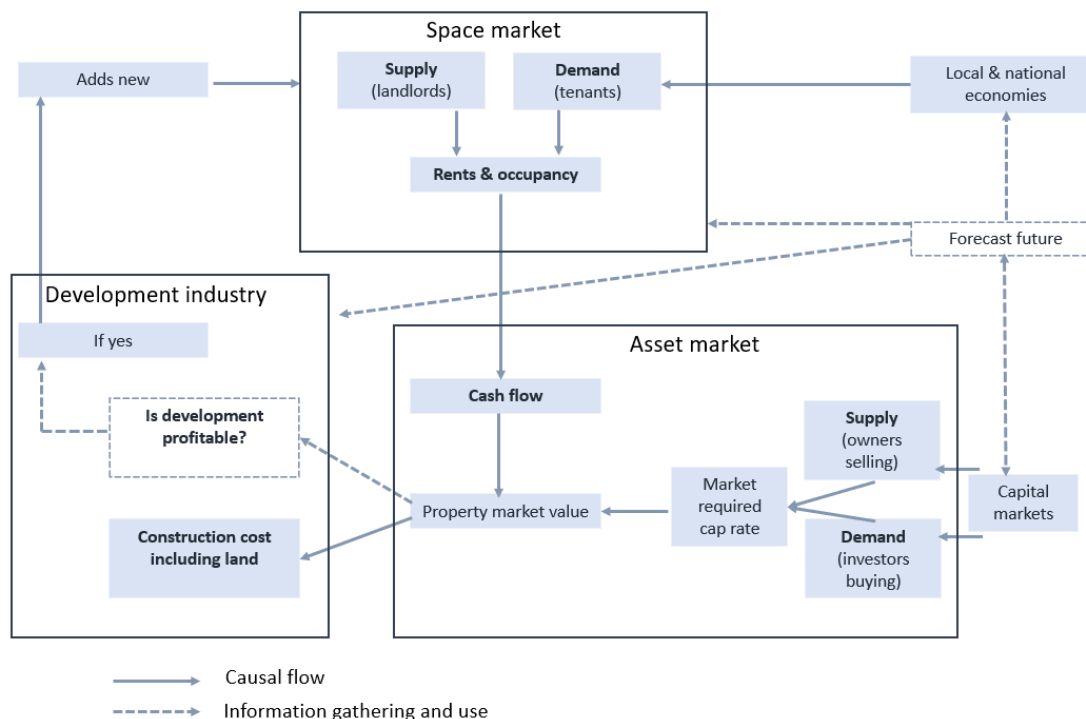 Space market
Supply
(landlords)
Demand
(tenants)
Rents & occupancy
Adds new
Local & national
economies
Forecast future
Development industry
If yes
Is development
profitable?
Construction cost
including land
Asset market
Cash flow
Property market value
Market
required
cap rate
Supply
(owners
selling)
Demand
(investors
buying)
Capital
markets
Causal flow
Information gathering and use